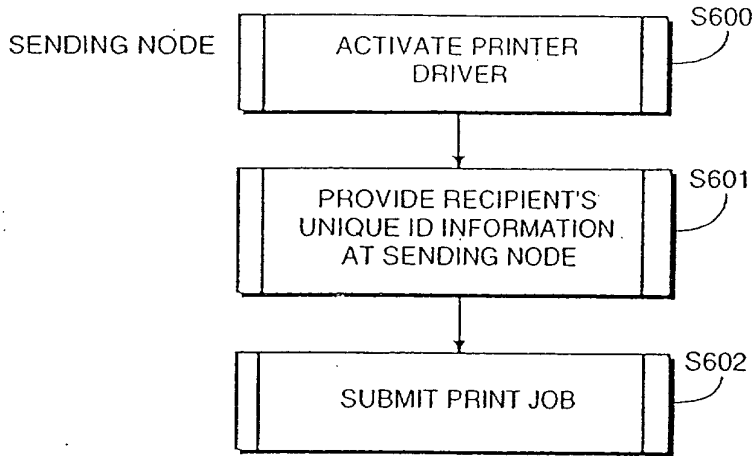 S600
SENDING NODE
ACTIVATE PRINTER
DRIVER
S601
PROVIDE RECIPIENT'S
UNIQUE ID INFORMATION
AT SENDING NODE
S602
SUBMIT PRINT JOB